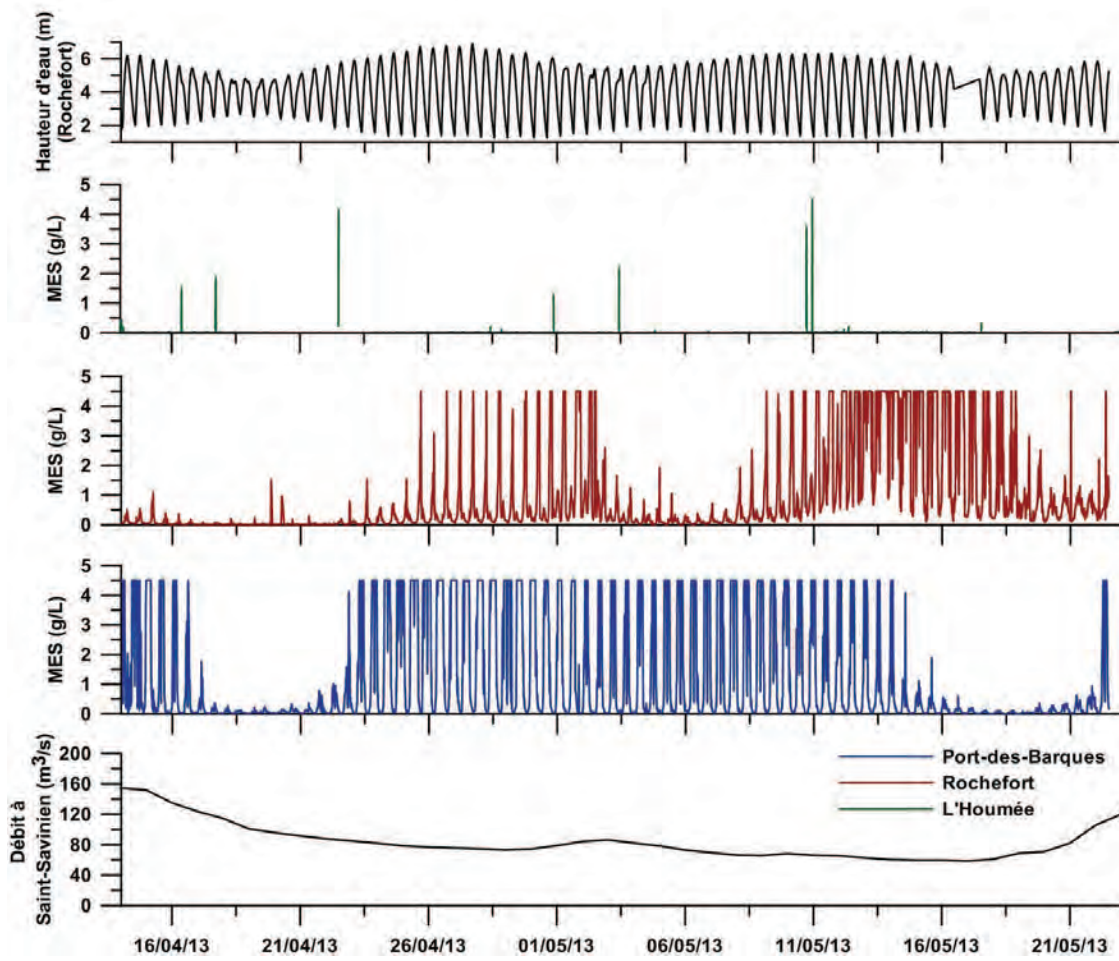 Hauteur d'eau (m)
(Rochefort)
6
4
2
MES (g/L)
5
4
3
2
1
0
MES (g/L)
5
4
3
2
1
0
MES (g/L)
5
4
3
2
1
0
Débit à
Saint-Savinien (m³/s)
200
160
120
80
40
0
Port-des-Barques
Rochefort
L'Houmée
16/04/13 21/04/13 26/04/13 01/05/13 06/05/13 11/05/13 16/05/13 21/05/13